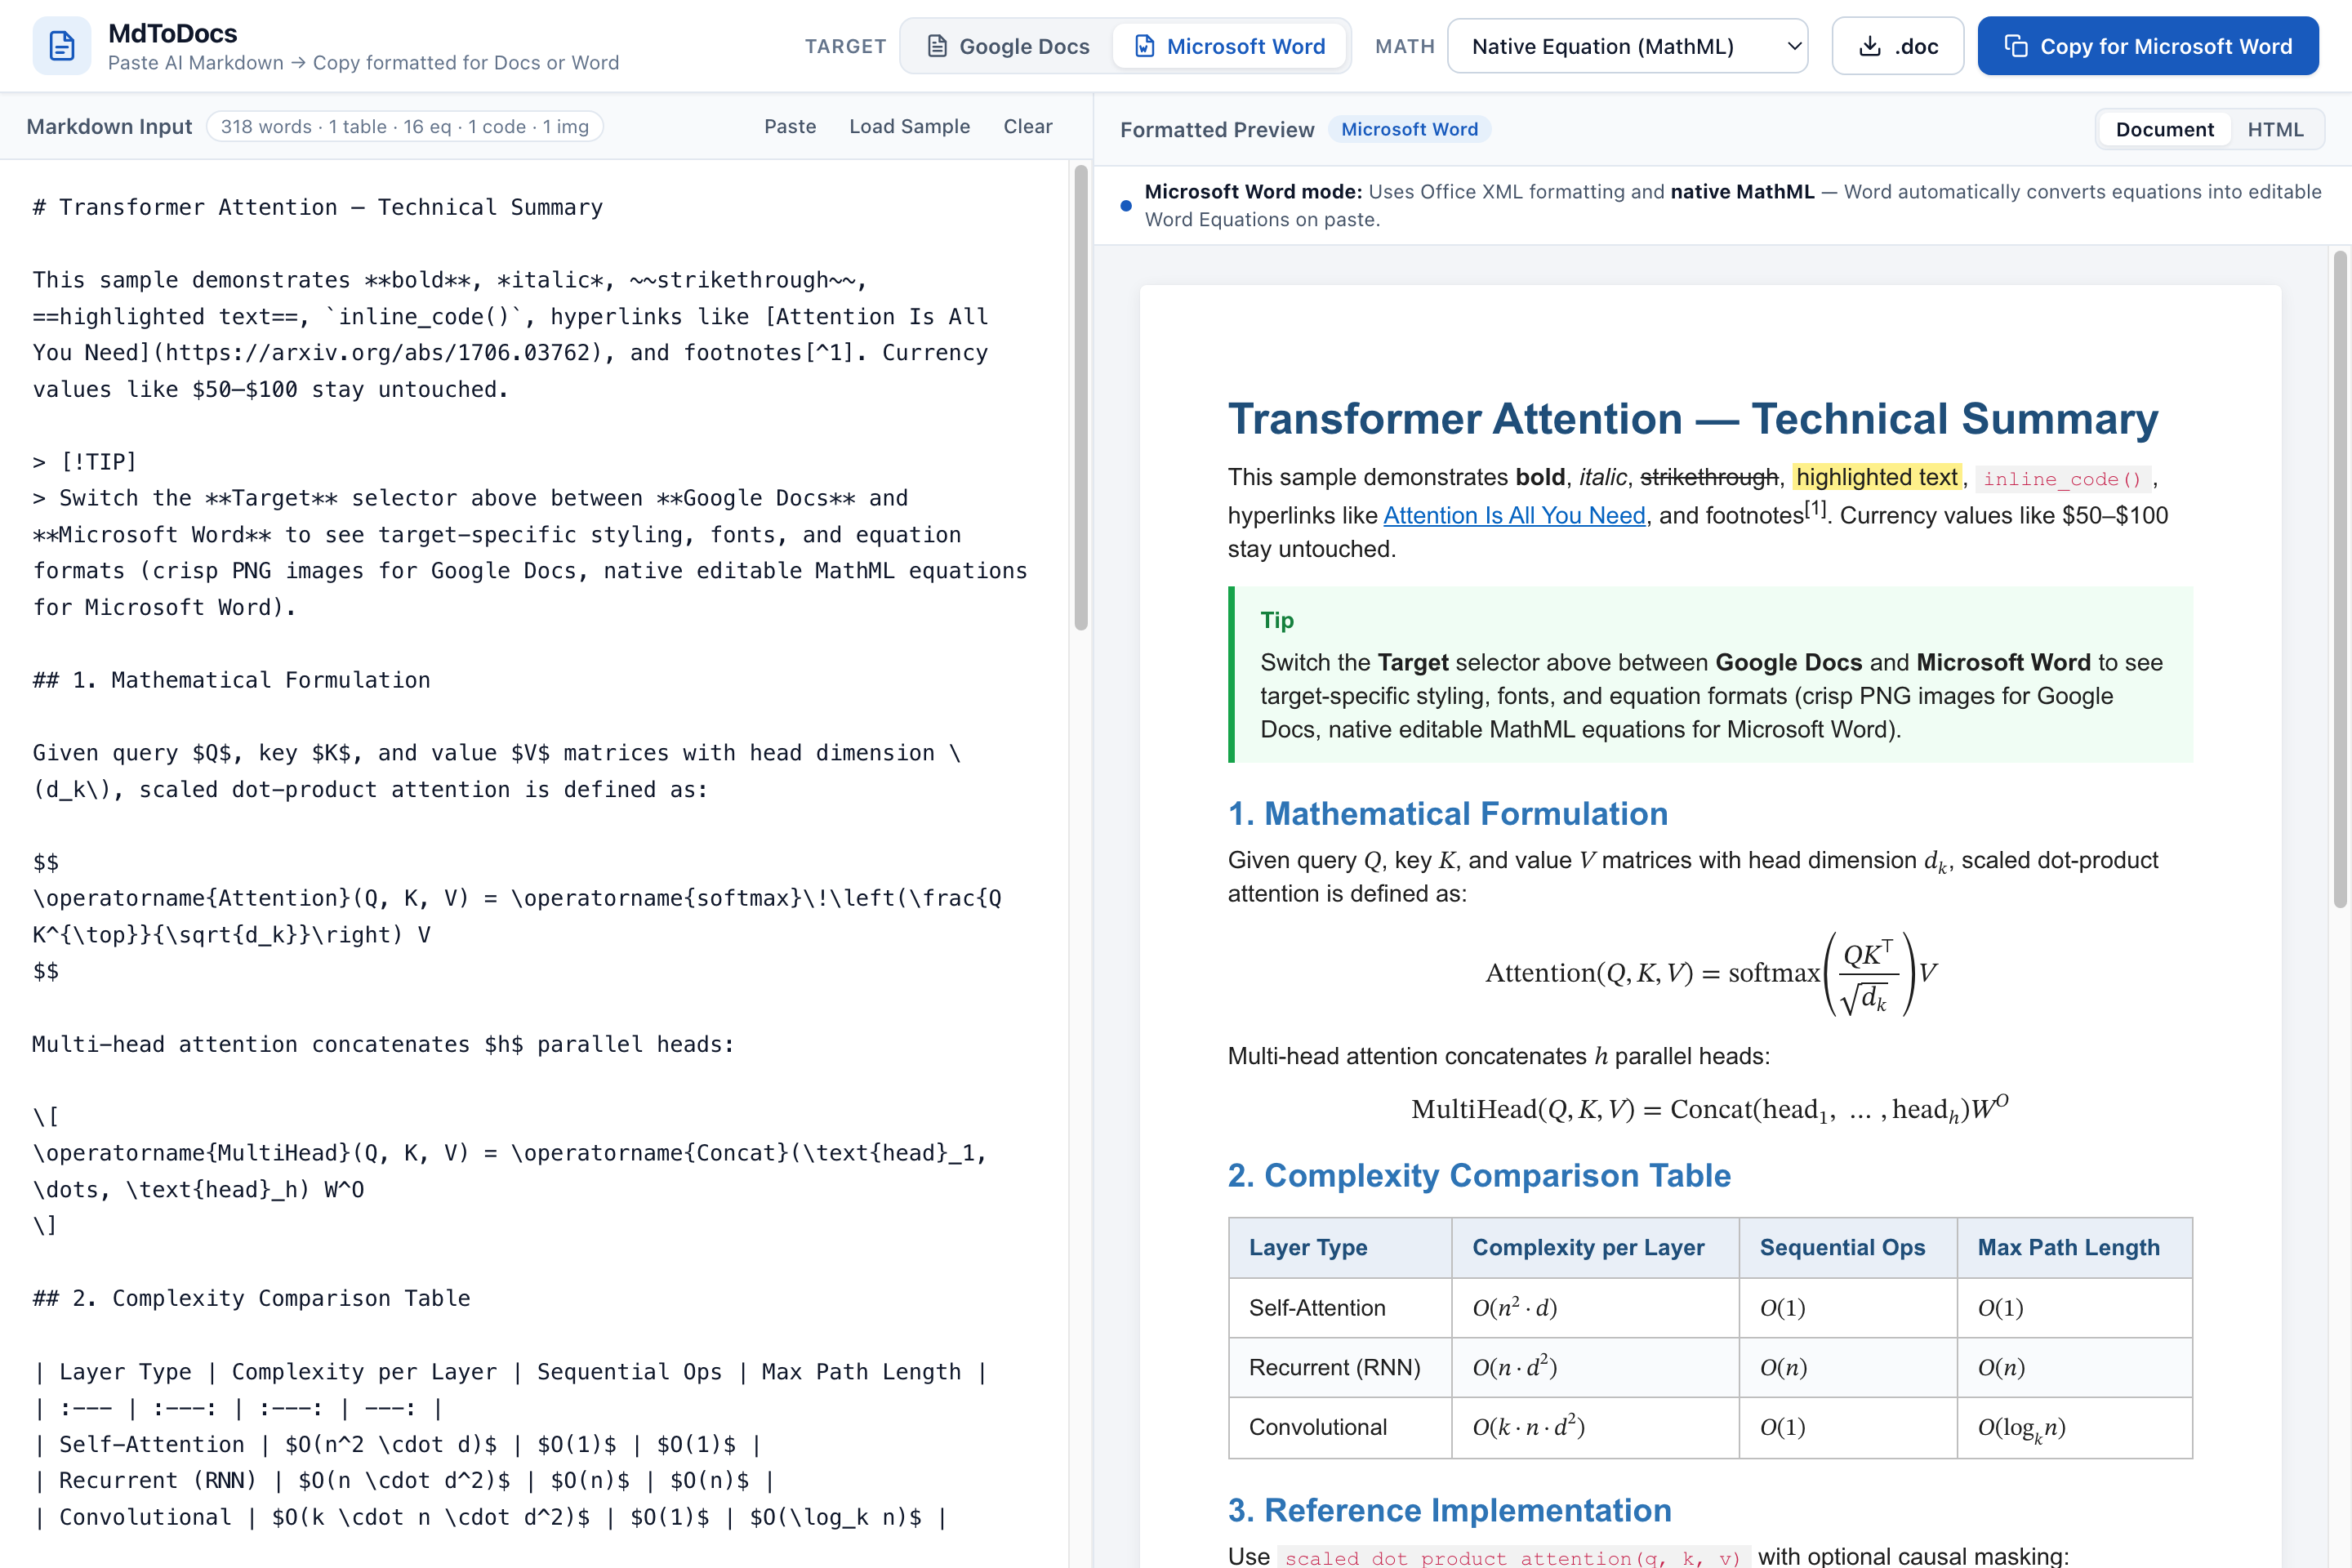 MdToDocs
Paste AI Markdown → Copy formatted for Docs or Word
TARGET
Google Docs
Microsoft Word
MATH
Native Equation (MathML)
.doc
Copy for Microsoft Word
Markdown Input
318 words · 1 table · 16 eq · 1 code · 1 img
Paste
Load Sample
Clear
# Transformer Attention — Technical Summary
This sample demonstrates **bold**, *italic*, ~~strikethrough~~,
==highlighted text==, `inline_code()`, hyperlinks like [Attention Is All
You Need](https://arxiv.org/abs/1706.03762), and footnotes[^1]. Currency
values like $50–$100 stay untouched.
> [!TIP]
> Switch the **Target** selector above between **Google Docs** and
**Microsoft Word** to see target-specific styling, fonts, and equation
formats (crisp PNG images for Google Docs, native editable MathML equations
for Microsoft Word).
## 1. Mathematical Formulation
Given query $Q$, key $K$, and value $V$ matrices with head dimension \
(d_k\), scaled dot-product attention is defined as:
$$
\operatorname{Attention}(Q, K, V) = \operatorname{softmax}\!\left(\frac{Q
K^{\top}}{\sqrt{d_k}}\right) V
$$
Multi-head attention concatenates $h$ parallel heads:
\[
\operatorname{MultiHead}(Q, K, V) = \operatorname{Concat}(\text{head}_1,
\dots, \text{head}_h) W^O
\]
## 2. Complexity Comparison Table
| Layer Type | Complexity per Layer | Sequential Ops | Max Path Length |
| :--- | :---: | :---: | ---: |
| Self-Attention | $O(n^2 \cdot d)$ | $O(1)$ | $O(1)$ |
| Recurrent (RNN) | $O(n \cdot d^2)$ | $O(n)$ | $O(n)$ |
| Convolutional | $O(k \cdot n \cdot d^2)$ | $O(1)$ | $O(\log_k n)$ |
Formatted Preview
Microsoft Word
Document
HTML
Microsoft Word mode: Uses Office XML formatting and native MathML — Word automatically converts equations into editable
Word Equations on paste.
Transformer Attention — Technical Summary
This sample demonstrates bold, italic, strikethrough, highlighted text, inline_code(),
hyperlinks like Attention Is All You Need, and footnotes[1]. Currency values like $50–$100
stay untouched.
Tip
Switch the Target selector above between Google Docs and Microsoft Word to see
target-specific styling, fonts, and equation formats (crisp PNG images for Google
Docs, native editable MathML equations for Microsoft Word).
1. Mathematical Formulation
Given query Q, key K, and value V matrices with head dimension d_k, scaled dot-product
attention is defined as:
Attention(Q, K, V) = softmax(QK⊤/√d_k)V
Multi-head attention concatenates h parallel heads:
MultiHead(Q, K, V) = Concat(head₁, … , head_h)W^O
2. Complexity Comparison Table
Layer Type Complexity per Layer Sequential Ops Max Path Length
Self-Attention O(n² · d) O(1) O(1)
Recurrent (RNN) O(n · d²) O(n) O(n)
Convolutional O(k · n · d²) O(1) O(log_k n)
3. Reference Implementation
Use scaled_dot_product_attention(q, k, v) with optional causal masking: